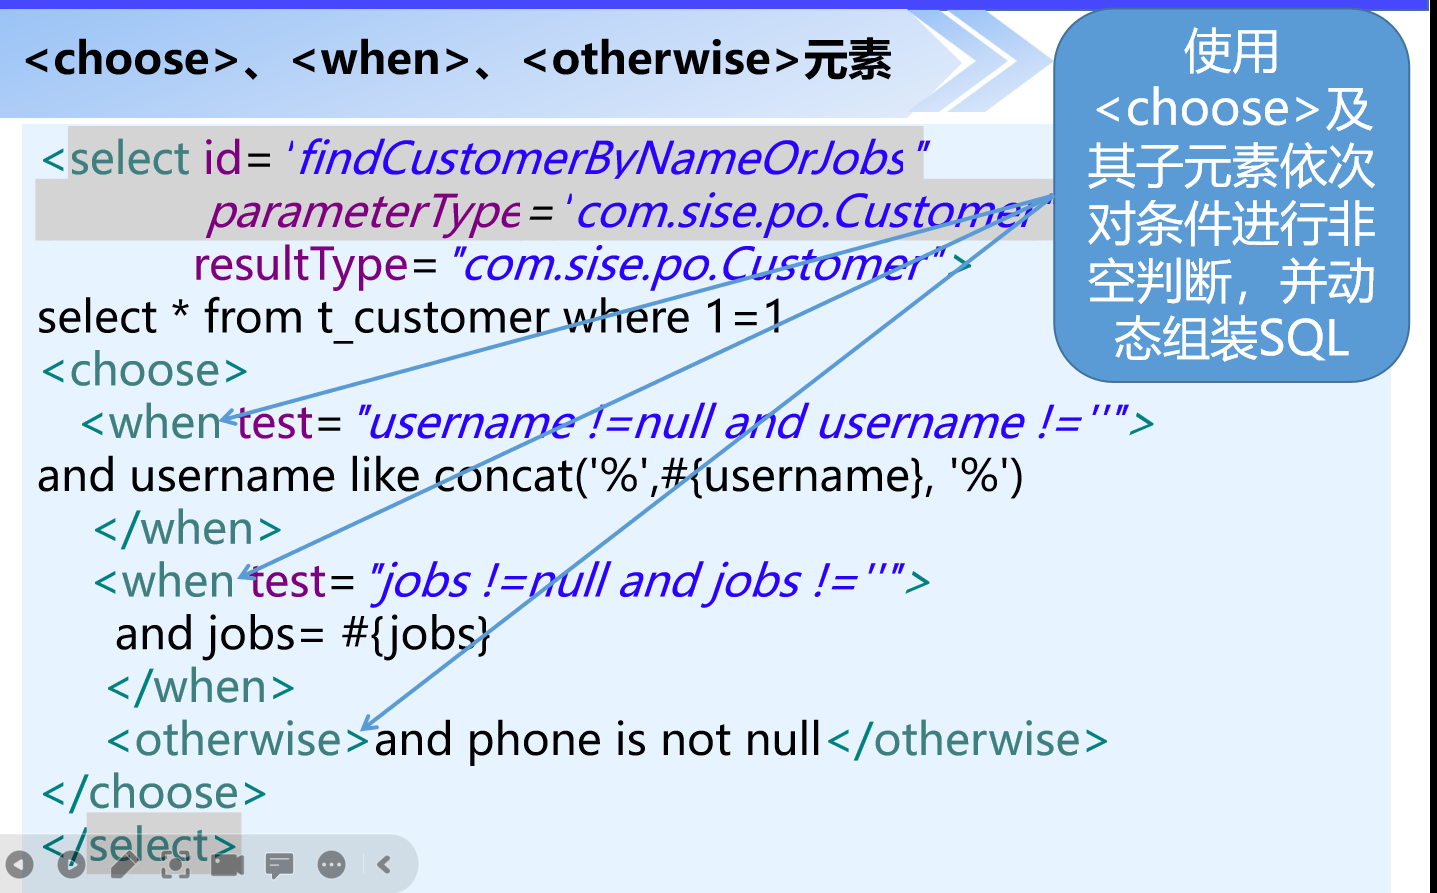 <choose>、<when>、<otherwise>元素
使用
<choose>及
其子元素依次
对条件进行非
空判断，并动
态组装SQL
<select id='findCustomerByNameOrJobs"
parameterType='com.sise.po.Customer"
resultType="com.sise.po.Customer">
select * from t_customer where 1=1
<choose>
<when test="username !=null and username !=''">
and username like concat('%',#{username}, '%')
</when>
<when test="jobs !=null and jobs !=''">
and jobs= #{jobs}
</when>
<otherwise>and phone is not null</otherwise>
</choose>
</select>